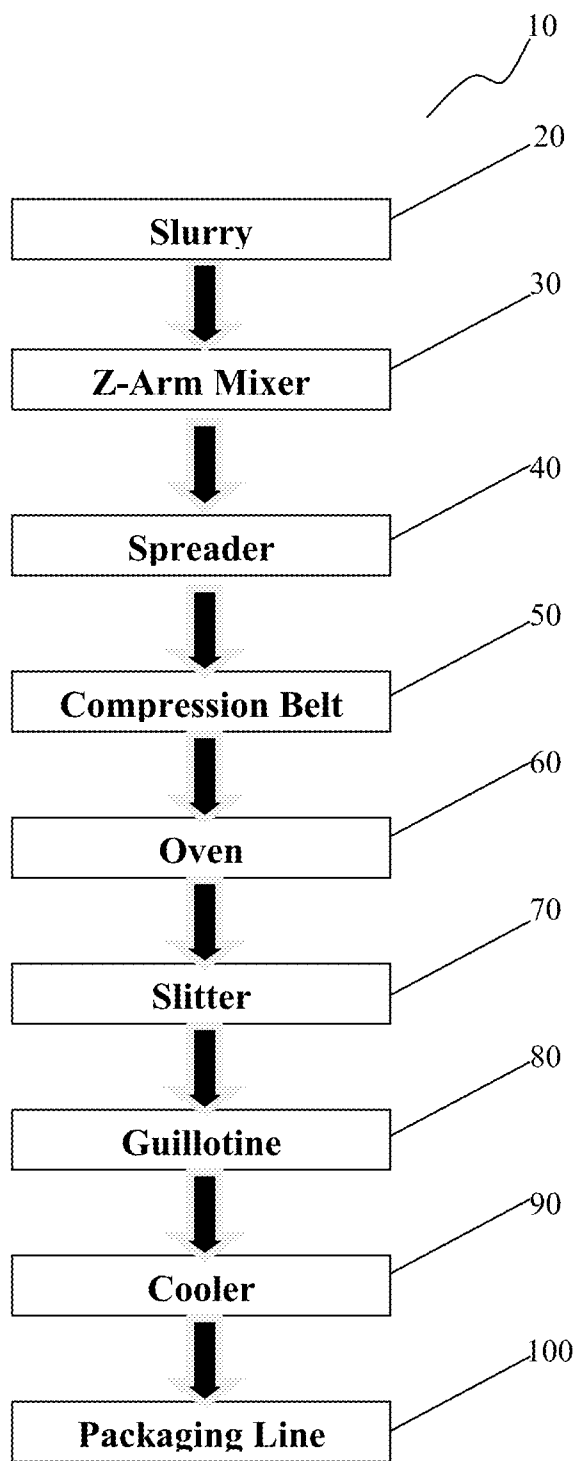 10
20
Slurry
30
Z-Arm Mixer
40
Spreader
50
Compression Belt
60
Oven
70
Slitter
80
Guillotine
90
Cooler
100
Packaging Line